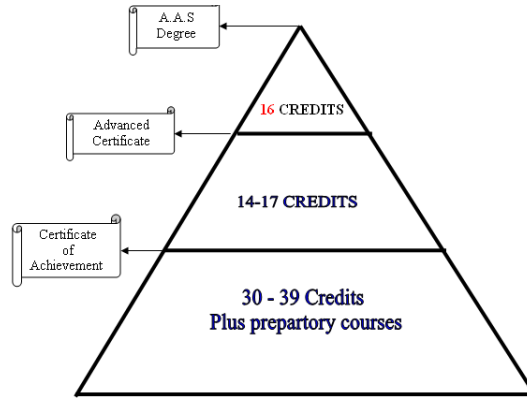 A.A.S
Degree
16 CREDITS
Advanced
Certificate
14-17 CREDITS
Certificate
of
Achievement
30 - 39 Credits
Plus prepartory courses